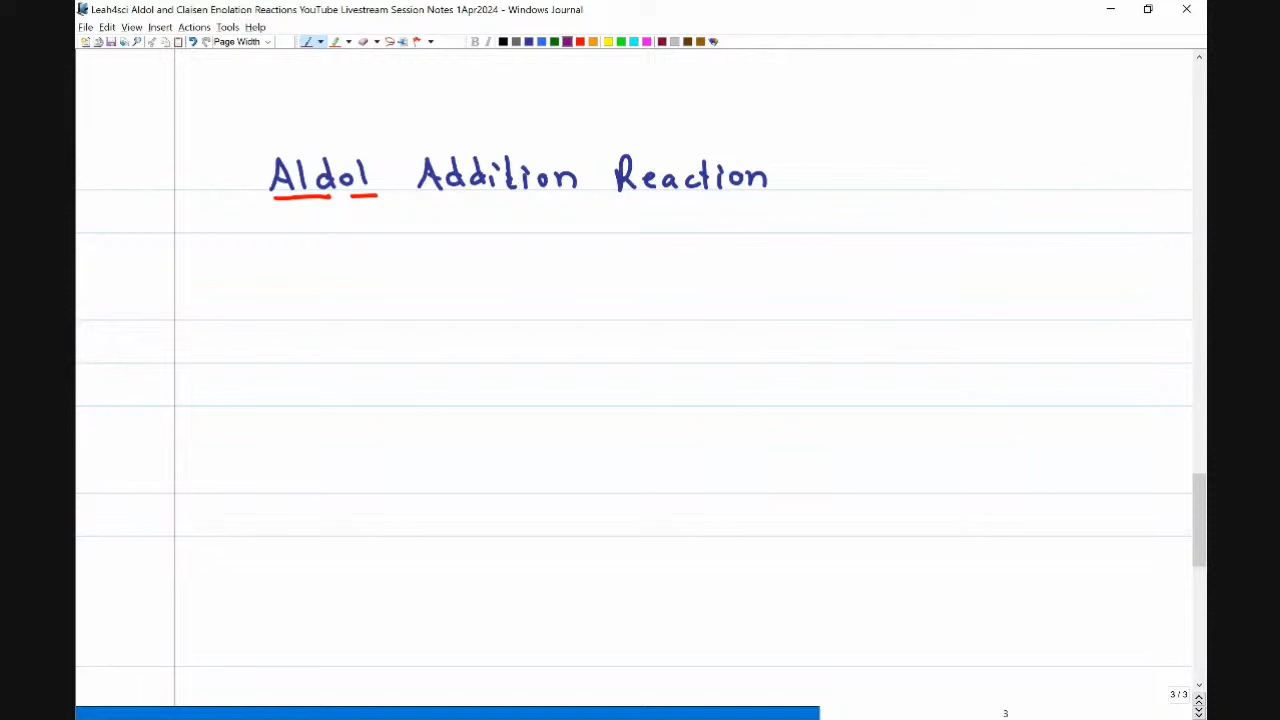 Leah4sci Aldol and Claisen Enolation Reactions YouTube Livestream Session Notes 1Apr2024 - Windows Journal
File Edit View Insert Actions Tools Help
Page Width B I
Aldol Addition Reaction
3 / 3
3